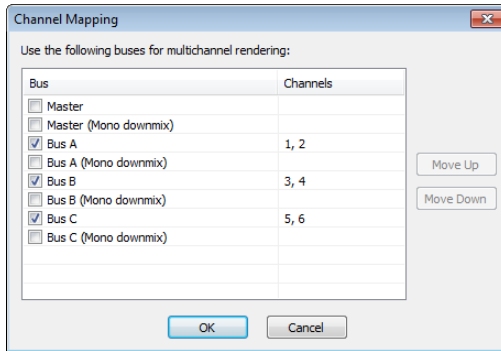 Channel Mapping
Use the following buses for multichannel rendering:
Bus Channels
Master
Master (Mono downmix)
Bus A 1, 2
Bus A (Mono downmix)
Bus B 3, 4
Bus B (Mono downmix)
Bus C 5, 6
Bus C (Mono downmix)
Move Up
Move Down
OK Cancel